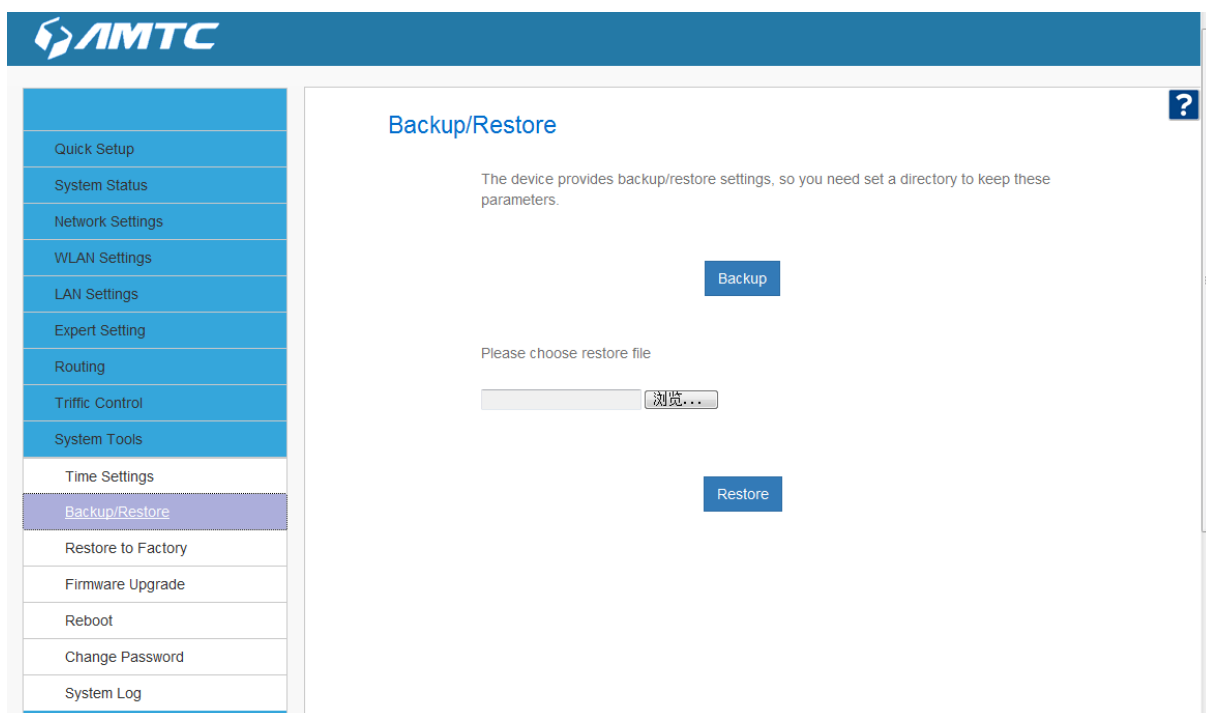 AMTC
Quick Setup
System Status
Network Settings
WLAN Settings
LAN Settings
Expert Setting
Routing
Triffic Control
System Tools
Time Settings
Backup/Restore
Restore to Factory
Firmware Upgrade
Reboot
Change Password
System Log
?
Backup/Restore
The device provides backup/restore settings, so you need set a directory to keep these
parameters.
Backup
Please choose restore file
浏览...
Restore